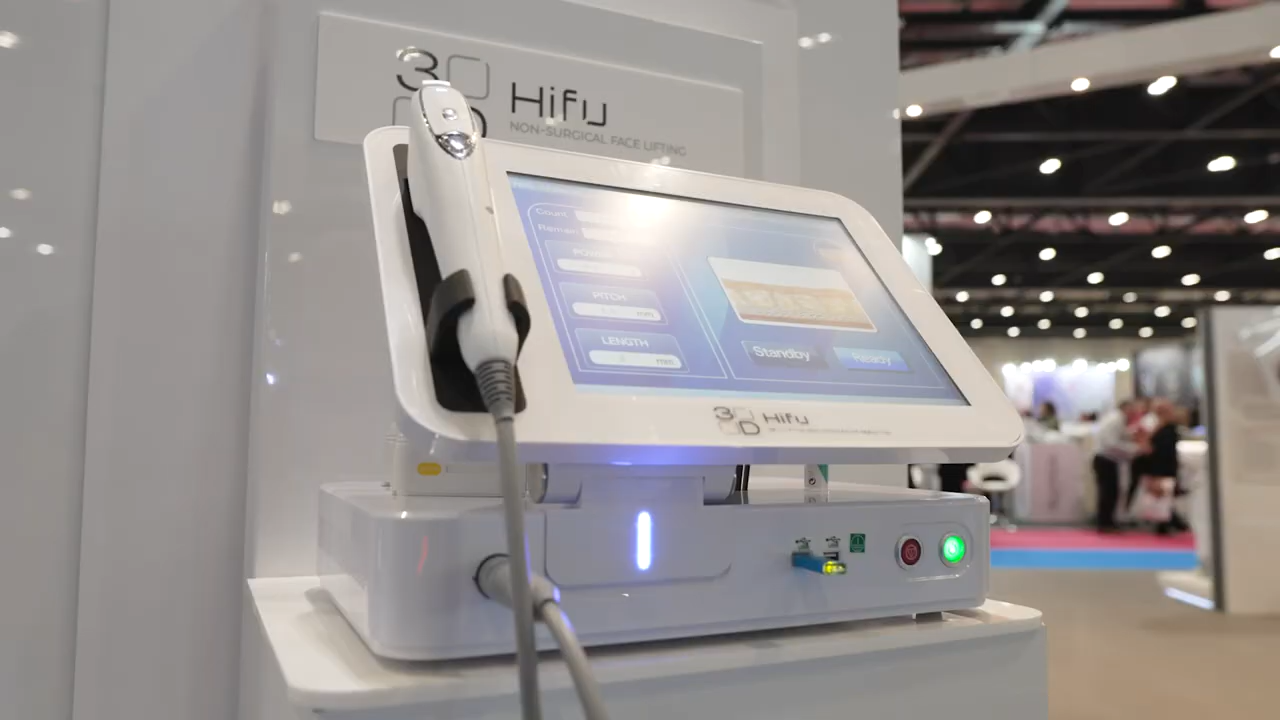 3D
Hifu
NON-SURGICAL FACE LIFTING
Count
Remain
POWER
PITCH
mm
LENGTH
mm
Standby
Ready
3D Hifu